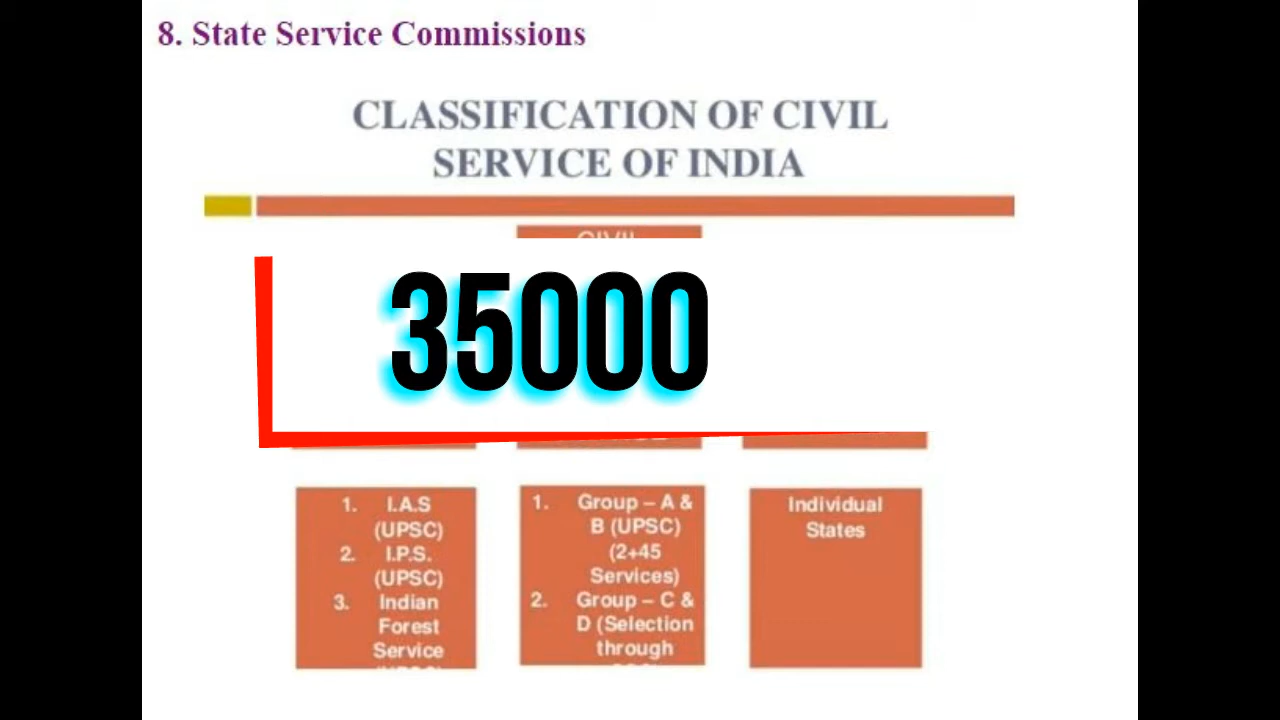 8. State Service Commissions
CLASSIFICATION OF CIVIL
SERVICE OF INDIA
35000
1. I.A.S
(UPSC)
2. I.P.S.
(UPSC)
3. Indian
Forest
Service
1. Group – A &
B (UPSC)
(2+45
Services)
2. Group – C &
D (Selection
through
Individual
States